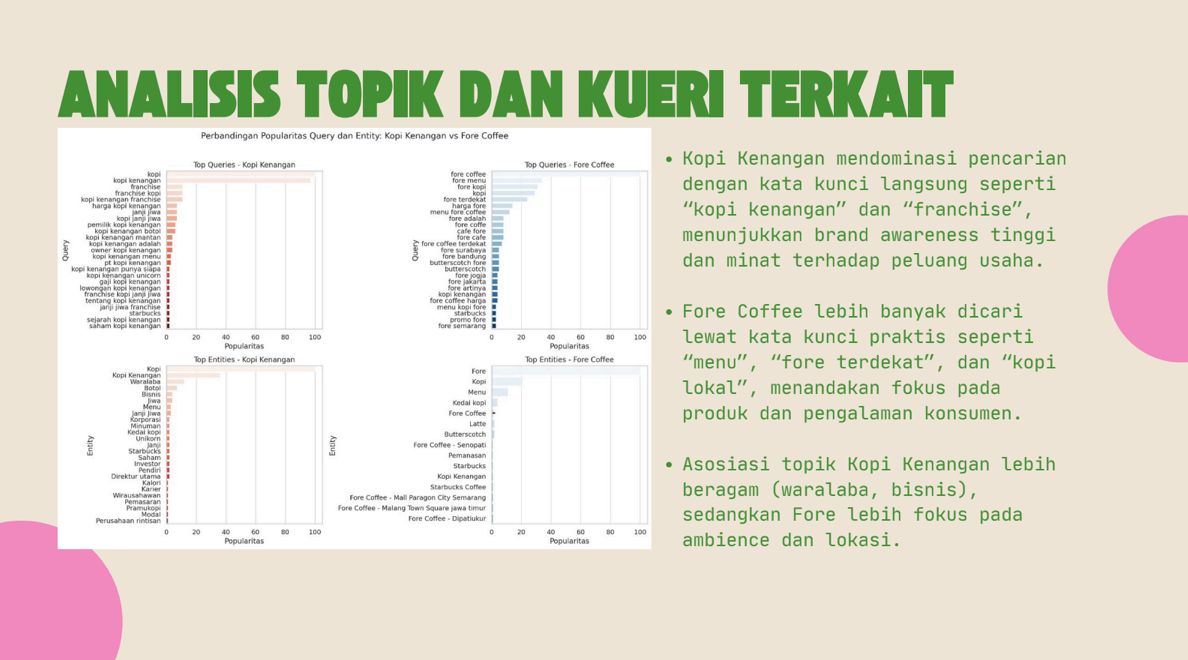 ANALISIS TOPIK DAN KUERI TERKAIT
Perbandingan Popularitas Query dan Entity: Kopi Kenangan vs Fore Coffee
Top Queries - Kopi Kenangan
Query
kopi
kopi kenangan
franchise
franchise kopi
kopi kenangan franchise
harga kopi kenangan
janji jiwa
kopi janji jiwa
pemilik kopi kenangan
kopi kenangan botol
kopi kenangan mantan
kopi kenangan adalah
owner kopi kenangan
kopi kenangan menu
pt kopi kenangan
kopi kenangan punya siapa
kopi kenangan unicorn
gaji kopi kenangan
lowongan kopi kenangan
franchise kopi janji jiwa
tentang kopi kenangan
janji jiwa franchise
starbucks
sejarah kopi kenangan
saham kopi kenangan
0 20 40 60 80 100
Popularitas
Top Queries - Fore Coffee
Query
fore coffee
fore menu
fore kopi
kopi
fore terdekat
harga fore
menu fore coffee
fore adalah
fore coffe
cafe fore
fore cafe
fore coffee terdekat
fore surabaya
fore bandung
butterscotch fore
butterscotch
fore jogja
fore jakarta
fore artinya
kopi kenangan
fore coffee harga
menu kopi fore
starbucks
promo fore
fore semarang
0 20 40 60 80 100
Popularitas
Top Entities - Kopi Kenangan
Entity
Kopi
Kopi Kenangan
Waralaba
Botol
Bisnis
Jiwa
Menu
Janji Jiwa
Korporasi
Minuman
Kedai kopi
Unikorn
Janji
Starbucks
Saham
Investor
Pendiri
Direktur utama
Kalori
Karier
Wirausahawan
Pemasaran
Pramukopi
Modal
Perusahaan rintisan
0 20 40 60 80 100
Popularitas
Top Entities - Fore Coffee
Entity
Fore
Kopi
Menu
Kedai kopi
Fore Coffee
Latte
Butterscotch
Fore Coffee - Senopati
Pemanasan
Starbucks
Kopi Kenangan
Starbucks Coffee
Fore Coffee - Mall Paragon City Semarang
Fore Coffee - Malang Town Square jawa timur
Fore Coffee - Dipatiukur
0 20 40 60 80 100
Popularitas
• Kopi Kenangan mendominasi pencarian
dengan kata kunci langsung seperti
“kopi kenangan” dan “franchise”,
menunjukkan brand awareness tinggi
dan minat terhadap peluang usaha.
• Fore Coffee lebih banyak dicari
lewat kata kunci praktis seperti
“menu”, “fore terdekat”, dan “kopi
lokal”, menandakan fokus pada
produk dan pengalaman konsumen.
• Asosiasi topik Kopi Kenangan lebih
beragam (waralaba, bisnis),
sedangkan Fore lebih fokus pada
ambience dan lokasi.